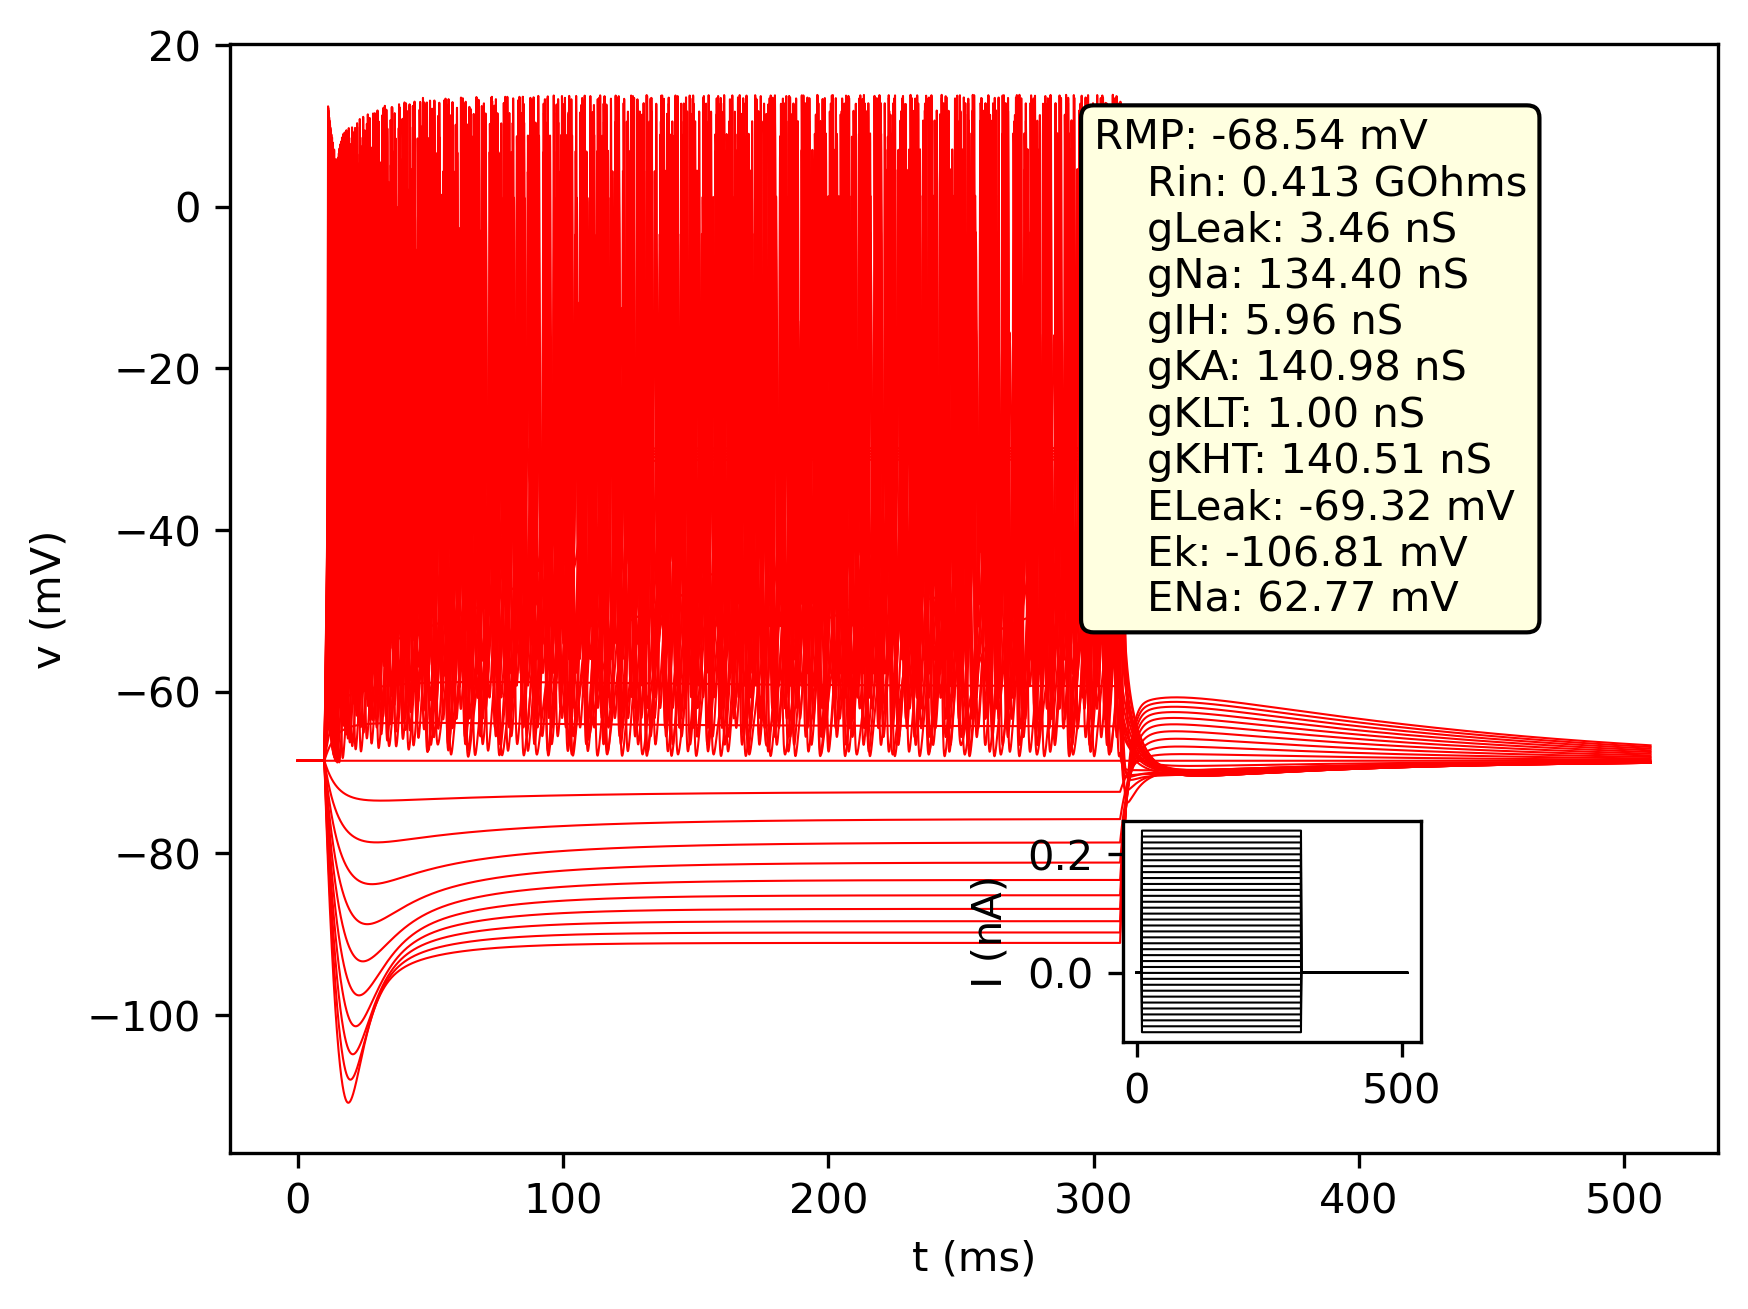 20
0
−20
−40
−60
−80
−100
v (mV)
0
100
200
300
400
500
t (ms)
RMP: -68.54 mV
Rin: 0.413 GOhms
gLeak: 3.46 nS
gNa: 134.40 nS
gIH: 5.96 nS
gKA: 140.98 nS
gKLT: 1.00 nS
gKHT: 140.51 nS
ELeak: -69.32 mV
Ek: -106.81 mV
ENa: 62.77 mV
0.2
0.0
I (nA)
0
500